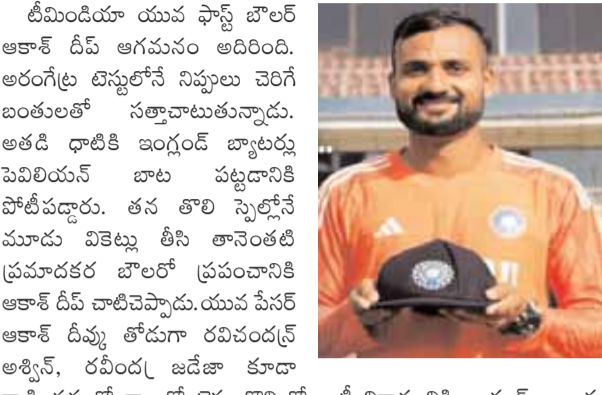 టీమిండియా యువ ఫాస్ట్ బౌలర్
ఆకాశ్ దీప్ ఆగమనం అదిరింది.
అరంగేట్ర టెస్టులోనే నిప్పులు చెరిగే
బంతులతో సత్తాచాటుతున్నాడు.
అతడి ధాటికి ఇంగ్లండ్ బ్యాటర్లు
పెవిలియన్ బాట పట్టడానికి
పోటీపడ్డారు. తన తొలి స్పెల్లోనే
మూడు వికెట్లు తీసి తానెంతటి
ప్రమాదకర బౌలరో ప్రపంచానికి
ఆకాశ్ దీప్ చాటిచెప్పాడు.యువ పేసర్
ఆకాశ్ దీవ్కు తోడుగా రవిచంద్రన్
అశ్విన్, రవీంద్ర జడేజా కూడా